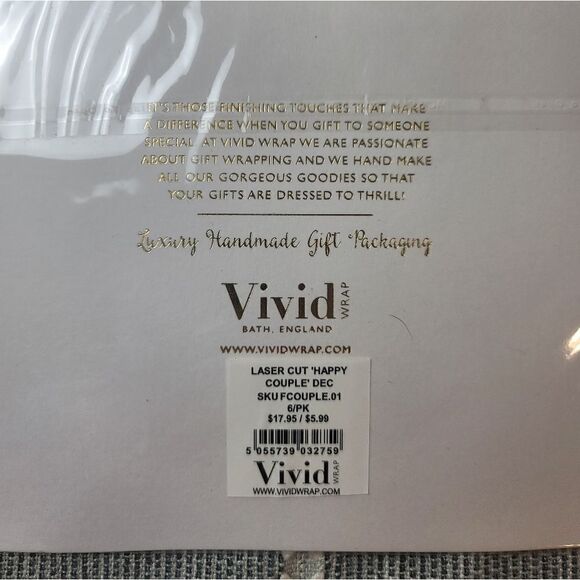 IT'S THOSE FINISHING TOUCHES THAT MAKE
A DIFFERENCE WHEN YOU GIFT TO SOMEONE
SPECIAL. AT VIVID WRAP WE ARE PASSIONATE
ABOUT GIFT WRAPPING AND WE HAND MAKE
ALL OUR GORGEOUS GOODIES SO THAT
YOUR GIFTS ARE DRESSED TO THRILL!
Luxury Handmade Gift Packaging
Vivid WRAP
BATH, ENGLAND
WWW.VIVIDWRAP.COM
LASER CUT 'HAPPY
COUPLE' DEC
SKU FCOUPLE.01
6/PK
$17.95 / $5.99
5 055739 032759
Vivid WRAP
WWW.VIVIDWRAP.COM